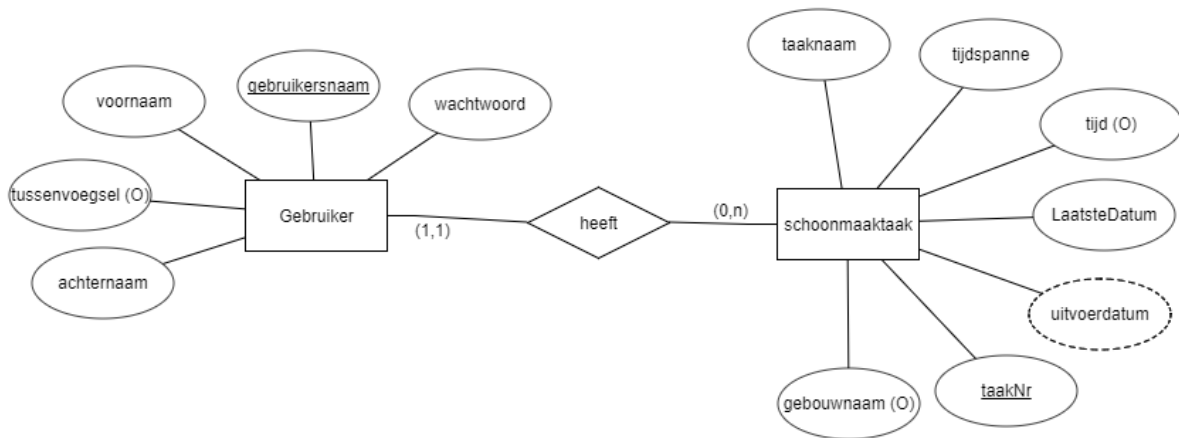 taaknaam
tijdspanne
gebruikersnaam
voornaam
wachtwoord
tijd (O)
tussenvoegsel (O)
Gebruiker
(1,1)
heeft
(0,n)
schoonmaaktaak
LaatsteDatum
achternaam
uitvoerdatum
gebouwnaam (O)
taakNr